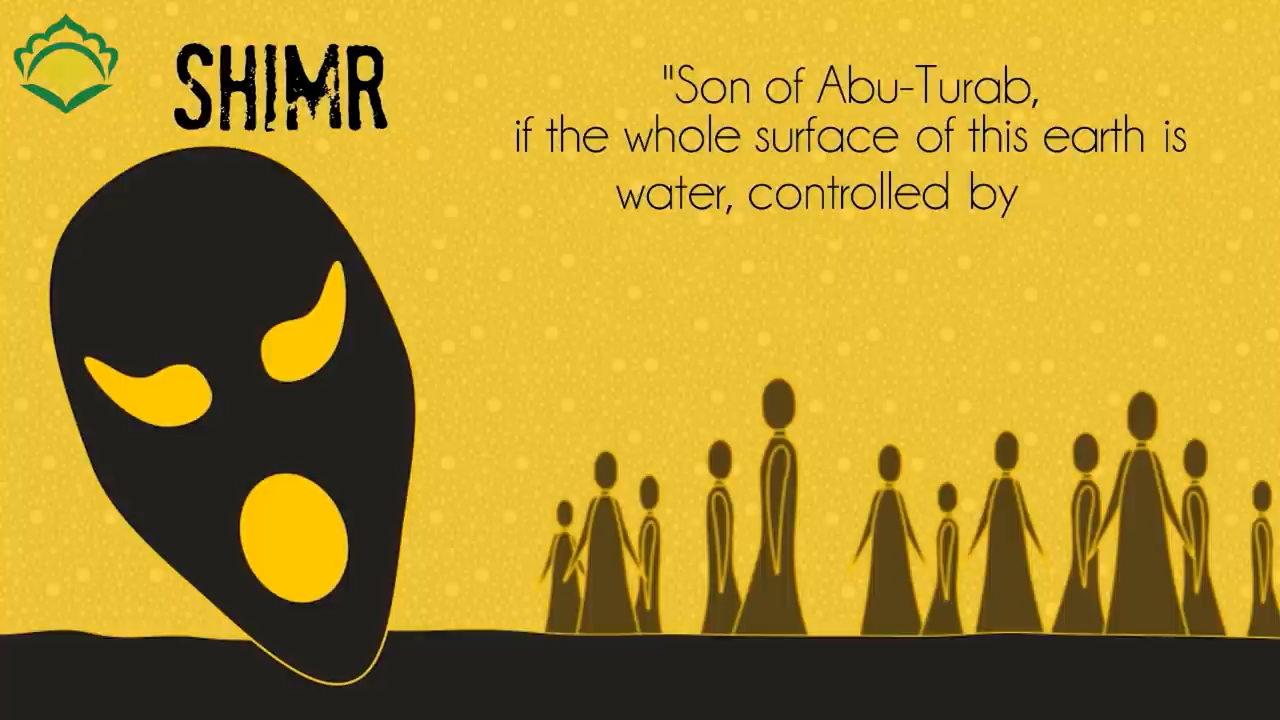 SHIMR
"Son of Abu-Turab,
if the whole surface of this earth is
water, controlled by